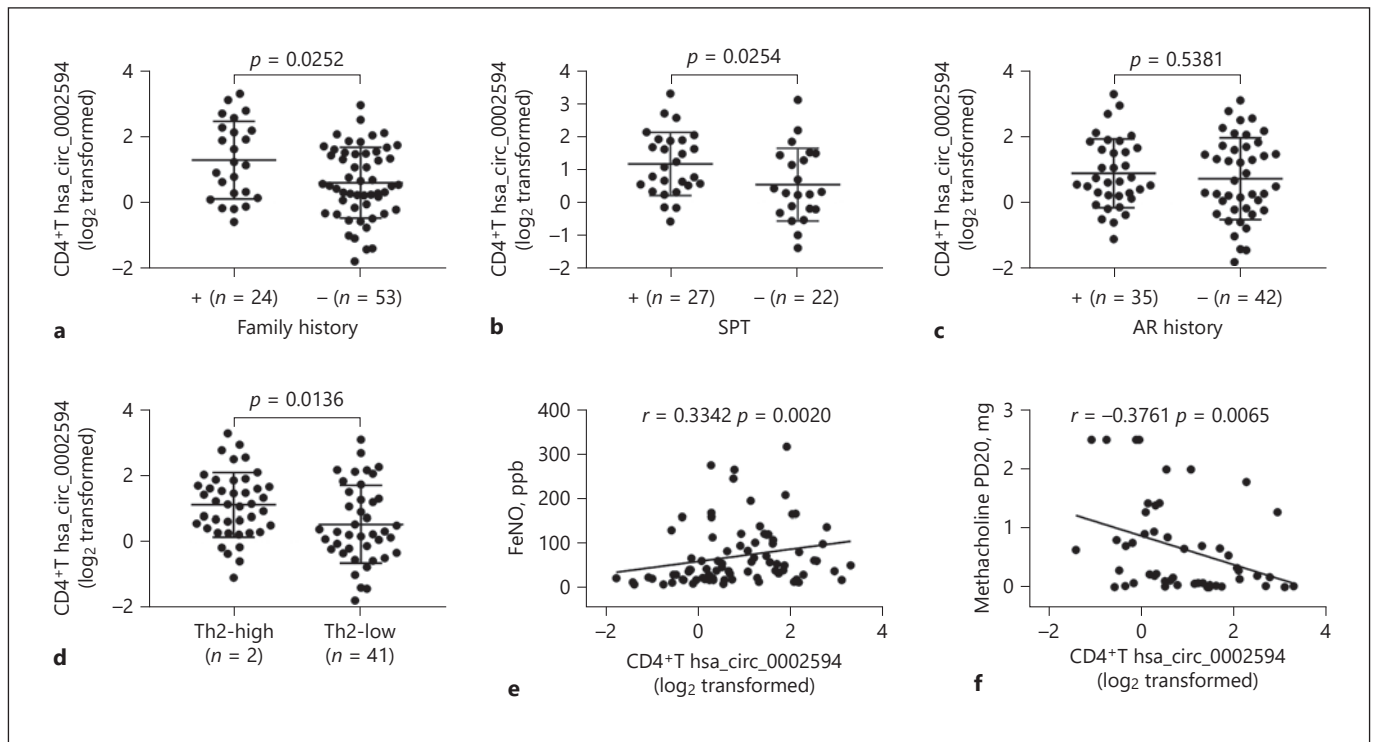 p = 0.0252
CD4⁺T hsa_circ_0002594
(log₂ transformed)
4
2
0
−2
+ (n = 24)
− (n = 53)
a
Family history
p = 0.0254
CD4⁺T hsa_circ_0002594
(log₂ transformed)
4
3
2
1
0
−1
−2
+ (n = 27)
− (n = 22)
b
SPT
p = 0.5381
CD4⁺T hsa_circ_0002594
(log₂ transformed)
4
2
0
−2
+ (n = 35)
− (n = 42)
c
AR history
p = 0.0136
CD4⁺T hsa_circ_0002594
(log₂ transformed)
4
2
0
−2
Th2-high
(n = 2)
Th2-low
(n = 41)
d
r = 0.3342 p = 0.0020
FeNO, ppb
400
300
200
100
0
−2
0
2
4
CD4⁺T hsa_circ_0002594
(log₂ transformed)
e
r = −0.3761 p = 0.0065
Methacholine PD20, mg
3
2
1
0
−2
0
2
4
CD4⁺T hsa_circ_0002594
(log₂ transformed)
f